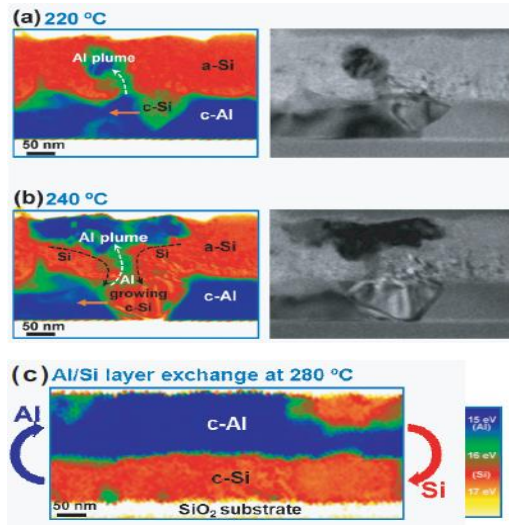 (a) 220 °C
Al plume
a-Si
c-Si
c-Al
50 nm
(b) 240 °C
Al plume
Si
Si
a-Si
Al
growing
c-Si
c-Al
50 nm
(c) Al/Si layer exchange at 280 °C
Al
c-Al
c-Si
Si
50 nm
SiO₂ substrate
15 eV
(Al)
16 eV
(Si)
17 eV